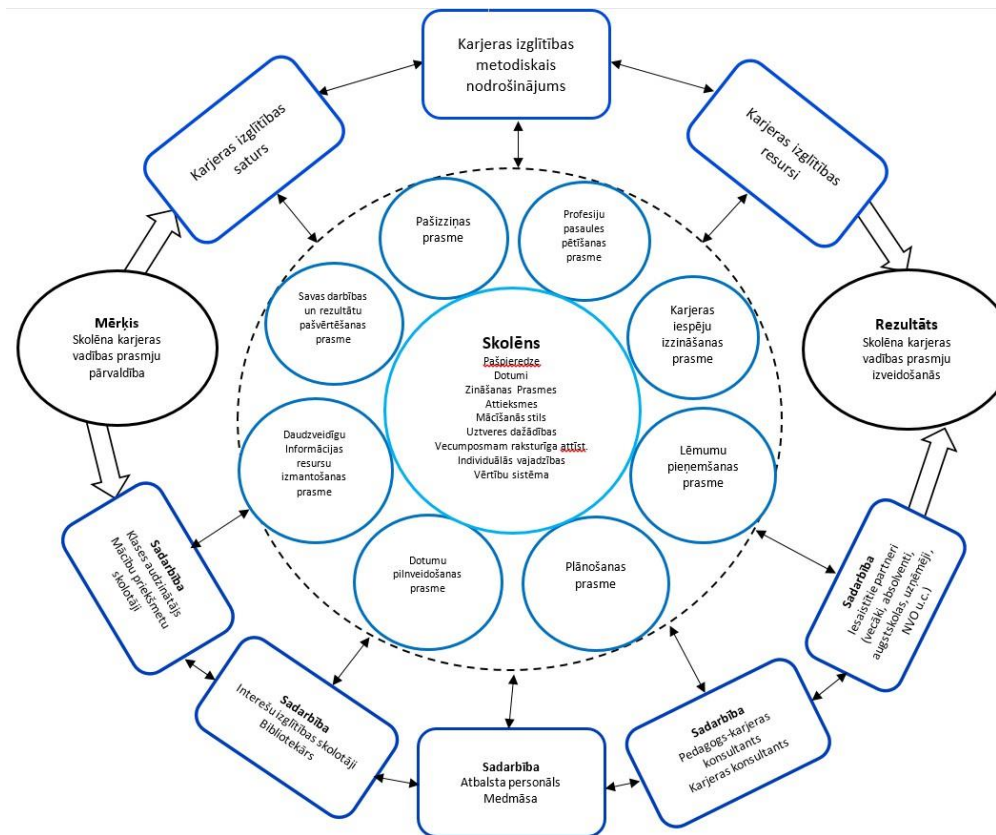 Karjeras izglītības
metodiskais
nodrošinājums
Karjeras izglītības
saturs
Karjeras izglītības
resursi
Pašizziņas
prasme
Profesiju
pasaules
pētīšanas
prasme
Savas darbības
un rezultātu
pašvērtēšanas
prasme
Karjeras
iespēju
izzināšanas
prasme
Mērķis
Skolēna karjeras
vadības prasmju
pārvaldība
Skolēns
Pašpieredze
Dotumi
Zināšanas Prasmes
Attieksmes
Mācīšanās stils
Uztveres dažādības
Vecumposmam raksturīga attīst.
Individuālās vajadzības
Vērtību sistēma
Rezultāts
Skolēna karjeras
vadības prasmju
izveidošanās
Daudzveidīgu
Informācijas
resursu
izmantošanas
prasme
Lēmumu
pieņemšanas
prasme
Dotumu
pilnveidošanas
prasme
Plānošanas
prasme
Sadarbība
Klases audzinātājs
Mācību priekšmetu
skolotāji
Sadarbība
Interešu izglītības skolotāji
Bibliotekārs
Sadarbība
Atbalsta personāls
Medmāsa
Sadarbība
Pedagogs-karjeras
konsultants
Karjeras konsultants
Sadarbība
Iesaistītie partneri
(vecāki, absolventi,
augstskolas, uzņēmēji,
NVO u.c.)